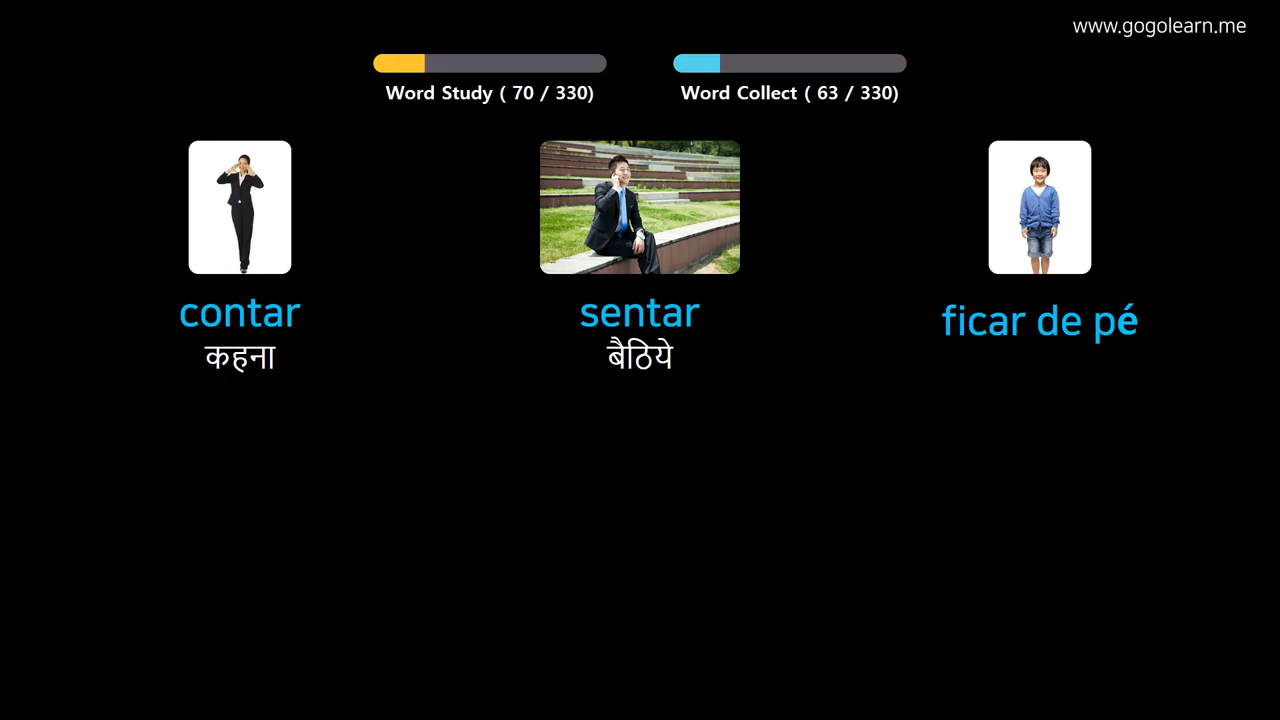 www.gogolearn.me
Word Study ( 70 / 330)
Word Collect ( 63 / 330)
contar
sentar
ficar de pé
कहना
बैठिये